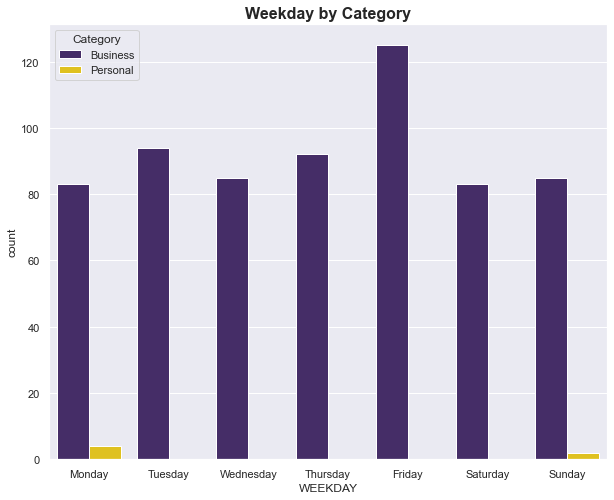 Weekday by Category
Category
Business
Personal
120
100
80
60
40
20
0
count
Monday Tuesday Wednesday Thursday Friday Saturday Sunday
WEEKDAY